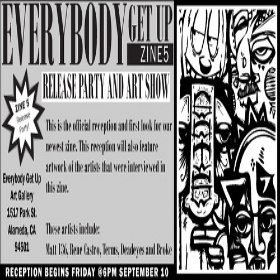 EVERYBODY GET UP
ZINE5
RELEASE PARTY AND ART SHOW
ZINE 5
Release
Party!
This is the official reception and first look for our
newest zine. This reception will also feature
artwork of the artists that were interviewed in
this zine.
Everybody Get Up
Art Gallery
1517 Park St.
Alameda, CA
94501
These artists include:
Matt 136, Rene Castro, Terms, Deadeyes and Broke
RECEPTION BEGINS FRIDAY @6PM SEPTEMBER 10